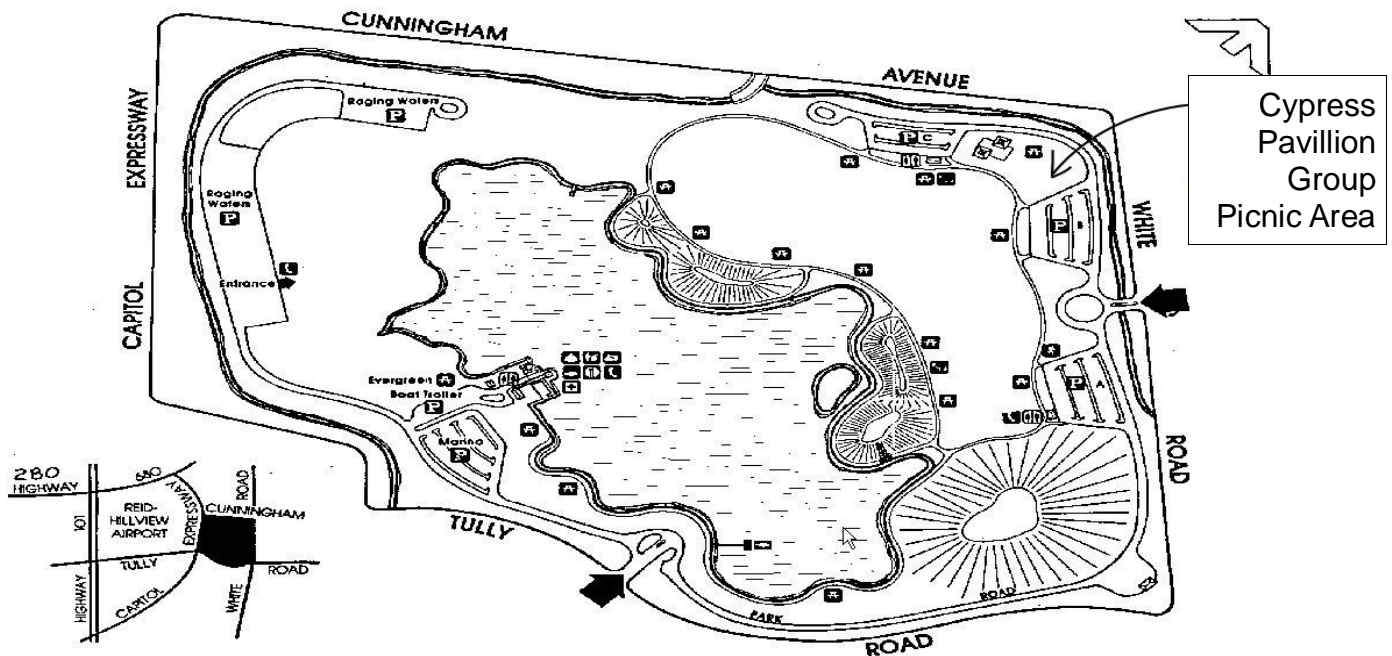 CUNNINGHAM
AVENUE
Cypress
Pavillion
Group
Picnic Area
EXPRESSWAY
CAPITOL
Raging Waters
P
Raging
Waters
P
Entrance
P C
P B
WHITE
ROAD
P A
Evergreen
Boat Trailer
P
Marina
P
TULLY
ROAD
PARK
ROAD
280
HIGHWAY
680
101
HIGHWAY
REID-
HILLVIEW
AIRPORT
EXPRESSWAY
CUNNINGHAM
ROAD
TULLY
ROAD
CAPITOL
WHITE